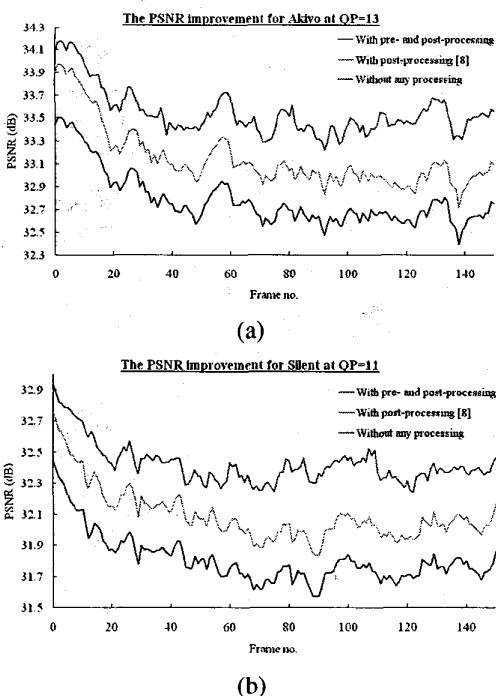 The PSNR improvement for Akiyo at QP=13
With pre- and post-processing
With post-processing [8]
Without any processing
PSNR (dB)
34.3
34.1
33.9
33.7
33.5
33.3
33.1
32.9
32.7
32.5
32.3
0 20 40 60 80 100 120 140
Frame no.
(a)
The PSNR improvement for Silent at QP=11
With pre- and post-processing
With post-processing [8]
Without any processing
PSNR (dB)
32.9
32.7
32.5
32.3
32.1
31.9
31.7
31.5
0 20 40 60 80 100 120 140
Frame no.
(b)